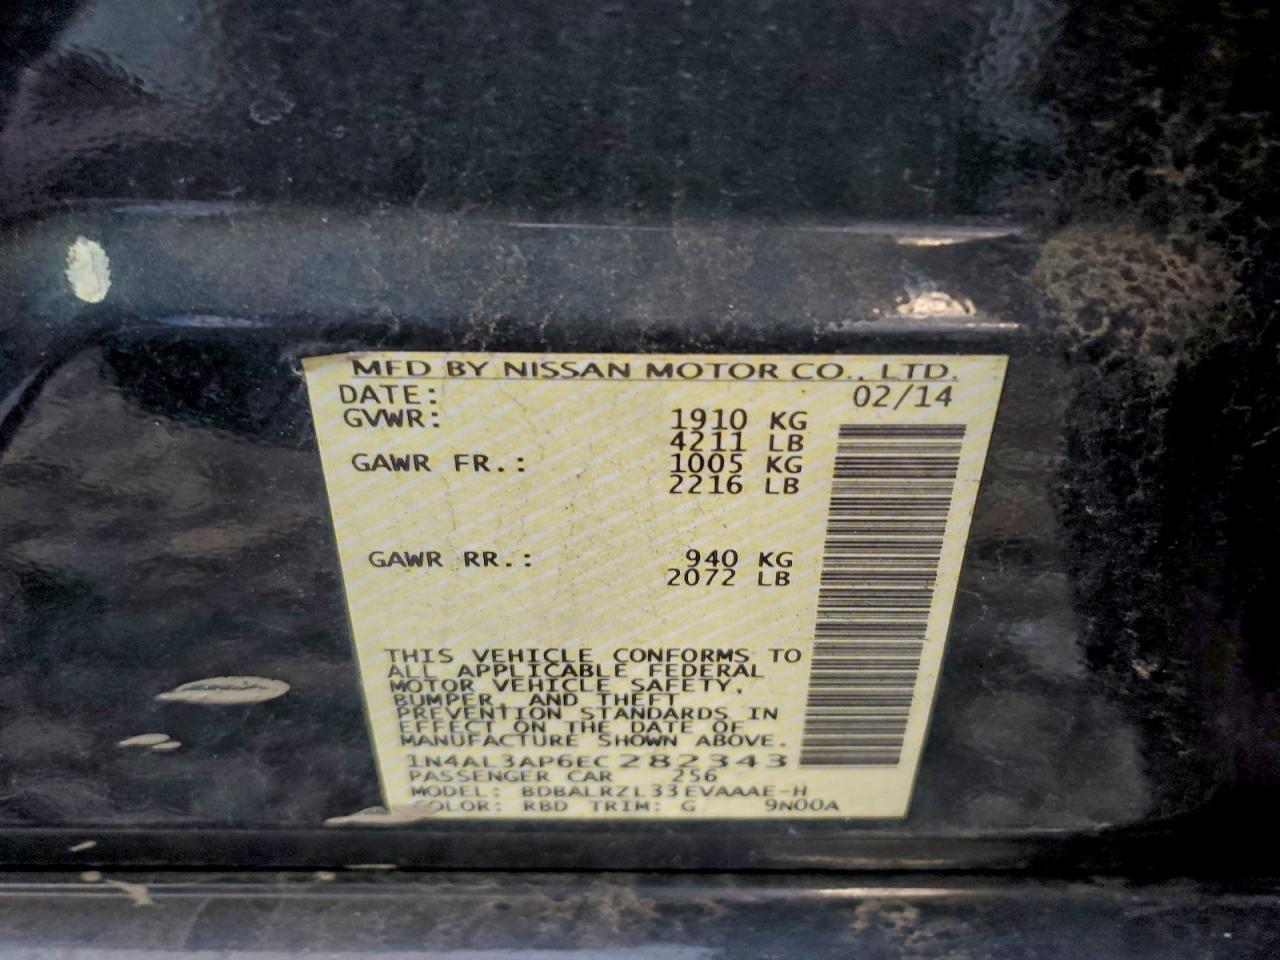 MFD BY NISSAN MOTOR CO., LTD.
DATE: 02/14
GVWR: 1910 KG
4211 LB
GAWR FR.: 1005 KG
2216 LB
GAWR RR.: 940 KG
2072 LB
THIS VEHICLE CONFORMS TO
ALL APPLICABLE FEDERAL
MOTOR VEHICLE SAFETY,
BUMPER, AND THEFT
PREVENTION STANDARDS IN
EFFECT ON THE DATE OF
MANUFACTURE SHOWN ABOVE.
1N4AL3AP6EC282343
PASSENGER CAR 256
MODEL: BDBALRZL33EVAAAE-H
COLOR: RBD TRIM: G 9N00A